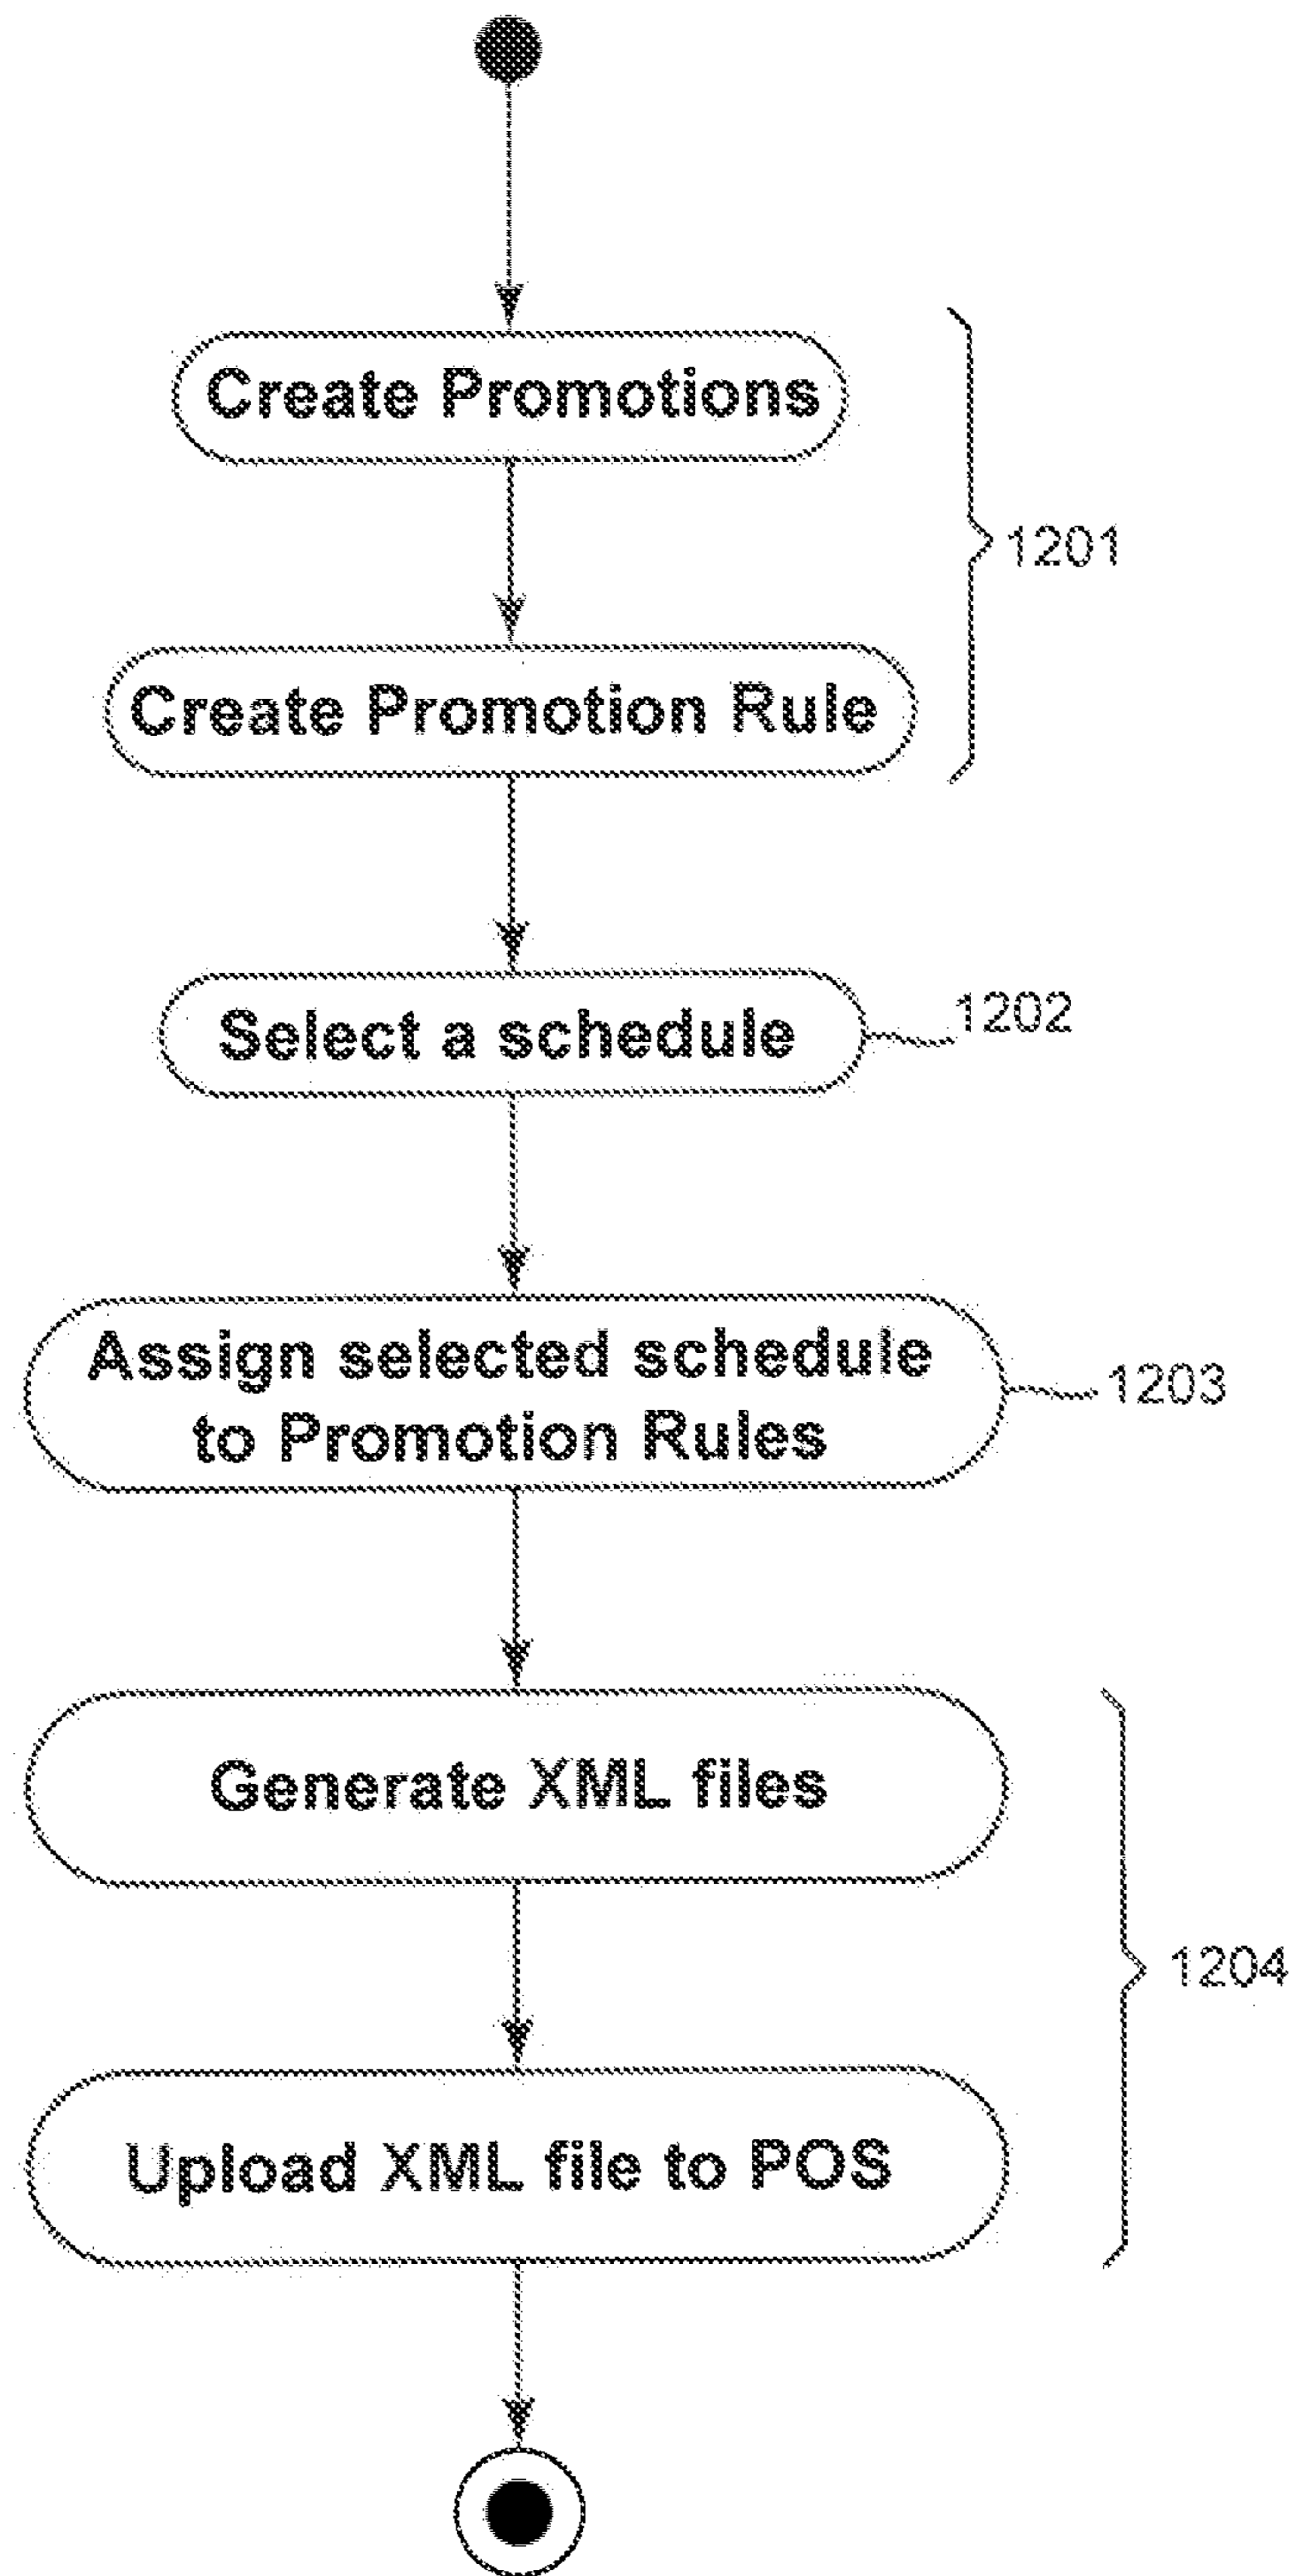 Create Promotions
1201
Create Promotion Rule
Select a schedule
1202
Assign selected schedule
to Promotion Rules
1203
Generate XML files
1204
Upload XML file to POS